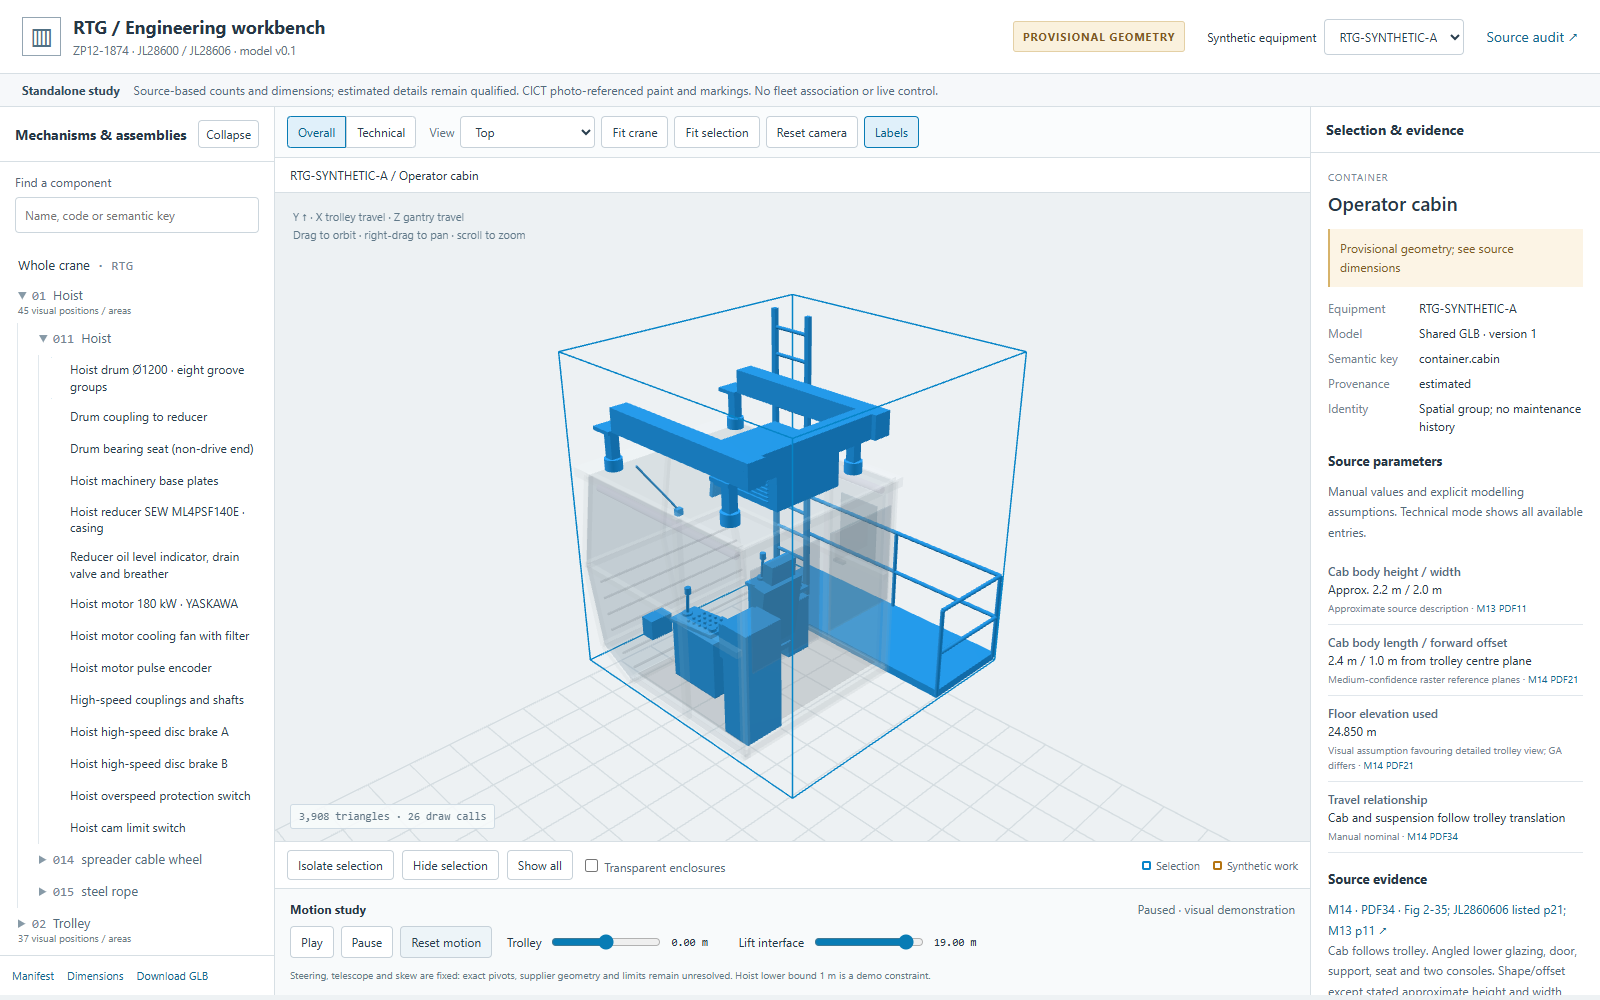 RTG / Engineering workbench
ZP12-1874 · JL28600 / JL28606 · model v0.1
PROVISIONAL GEOMETRY
Synthetic equipment
RTG-SYNTHETIC-A
Source audit ↗
Standalone study
Source-based counts and dimensions; estimated details remain qualified. CICT photo-referenced paint and markings. No fleet association or live control.
Mechanisms & assemblies
Collapse
Find a component
Name, code or semantic key
Whole crane · RTG
▼ 01 Hoist
45 visual positions / areas
▼ 011 Hoist
Hoist drum Ø1200 · eight groove
groups
Drum coupling to reducer
Drum bearing seat (non-drive end)
Hoist machinery base plates
Hoist reducer SEW ML4PSF140E ·
casing
Reducer oil level indicator, drain
valve and breather
Hoist motor 180 kW · YASKAWA
Hoist motor cooling fan with filter
Hoist motor pulse encoder
High-speed couplings and shafts
Hoist high-speed disc brake A
Hoist high-speed disc brake B
Hoist overspeed protection switch
Hoist cam limit switch
▶ 014 spreader cable wheel
▶ 015 steel rope
▶ 02 Trolley
37 visual positions / areas
Manifest
Dimensions
Download GLB
Overall
Technical
View
Top
Fit crane
Fit selection
Reset camera
Labels
RTG-SYNTHETIC-A / Operator cabin
Y ↑ · X trolley travel · Z gantry travel
Drag to orbit · right-drag to pan · scroll to zoom
3,908 triangles · 26 draw calls
Isolate selection
Hide selection
Show all
Transparent enclosures
Selection
Synthetic work
Motion study
Paused · visual demonstration
Play
Pause
Reset motion
Trolley
0.00 m
Lift interface
19.00 m
Steering, telescope and skew are fixed: exact pivots, supplier geometry and limits remain unresolved. Hoist lower bound 1 m is a demo constraint.
Selection & evidence
CONTAINER
Operator cabin
Provisional geometry; see source
dimensions
Equipment RTG-SYNTHETIC-A
Model Shared GLB · version 1
Semantic key container.cabin
Provenance estimated
Identity Spatial group; no maintenance
history
Source parameters
Manual values and explicit modelling
assumptions. Technical mode shows all available
entries.
Cab body height / width
Approx. 2.2 m / 2.0 m
Approximate source description · M13 PDF11
Cab body length / forward offset
2.4 m / 1.0 m from trolley centre plane
Medium-confidence raster reference planes · M14 PDF21
Floor elevation used
24.850 m
Visual assumption favouring detailed trolley view; GA
differs · M14 PDF21
Travel relationship
Cab and suspension follow trolley translation
Manual nominal · M14 PDF34
Source evidence
M14 · PDF34 · Fig 2-35; JL2860606 listed p21;
M13 p11 ↗
Cab follows trolley. Angled lower glazing, door,
support, seat and two consoles. Shape/offset
except stated approximate height and width